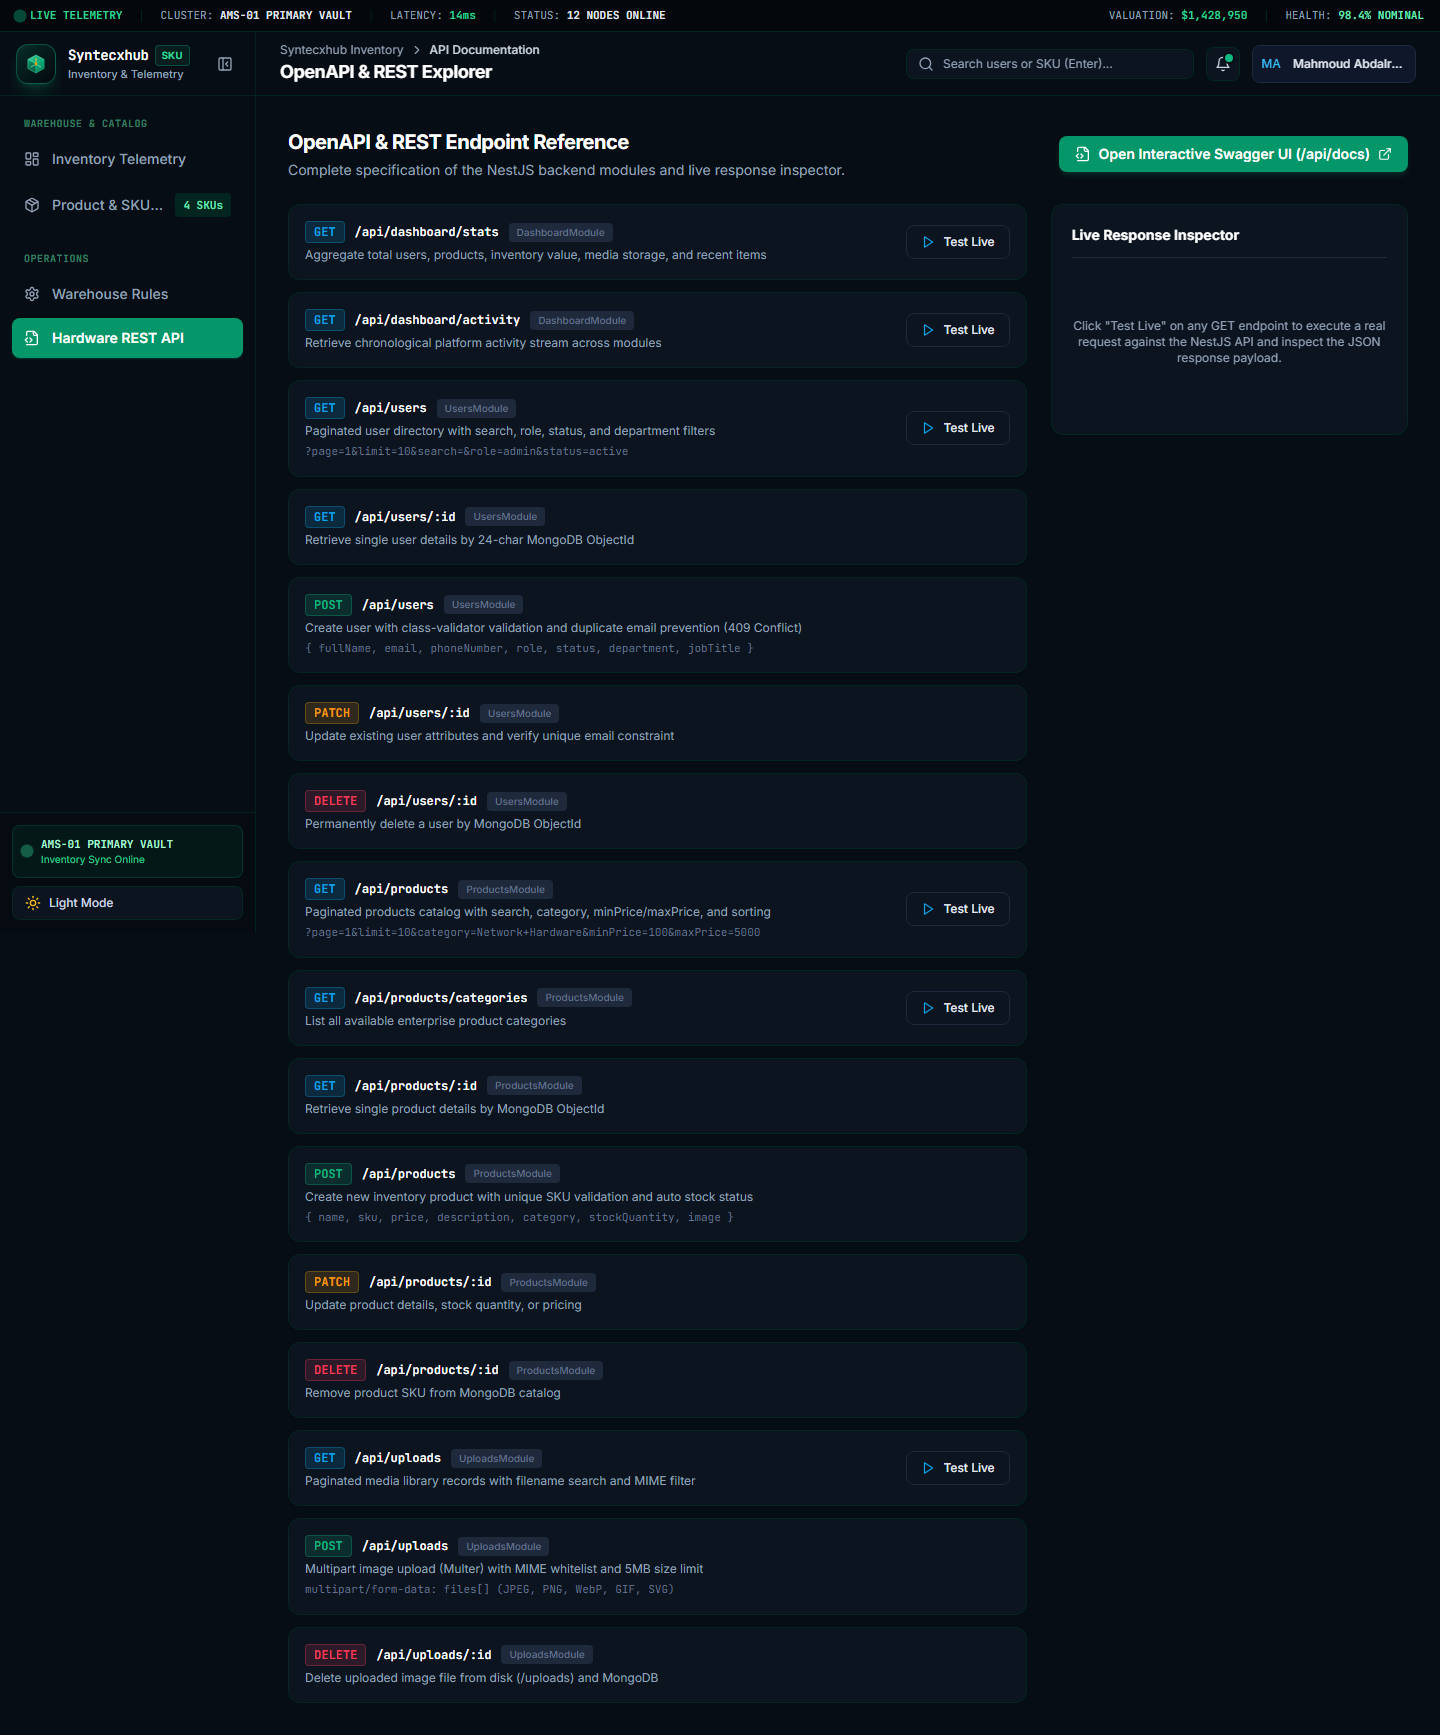 LIVE TELEMETRY CLUSTER: AMS-01 PRIMARY VAULT LATENCY: 14ms STATUS: 12 NODES ONLINE VALUATION: $1,428,950 HEALTH: 98.4% NOMINAL
Syntecxhub SKU
Inventory & Telemetry
Syntecxhub Inventory > API Documentation
OpenAPI & REST Explorer
Search users or SKU (Enter)...
MA Mahmoud Abdalr...
WAREHOUSE & CATALOG
Inventory Telemetry
Product & SKU... 4 SKUs
OPERATIONS
Warehouse Rules
Hardware REST API
AMS-01 PRIMARY VAULT
Inventory Sync Online
Light Mode
OpenAPI & REST Endpoint Reference
Complete specification of the NestJS backend modules and live response inspector.
Open Interactive Swagger UI (/api/docs)
GET /api/dashboard/stats DashboardModule
Aggregate total users, products, inventory value, media storage, and recent items
Test Live
GET /api/dashboard/activity DashboardModule
Retrieve chronological platform activity stream across modules
Test Live
GET /api/users UsersModule
Paginated user directory with search, role, status, and department filters
?page=1&limit=10&search=&role=admin&status=active
Test Live
GET /api/users/:id UsersModule
Retrieve single user details by 24-char MongoDB ObjectId
POST /api/users UsersModule
Create user with class-validator validation and duplicate email prevention (409 Conflict)
{ fullName, email, phoneNumber, role, status, department, jobTitle }
PATCH /api/users/:id UsersModule
Update existing user attributes and verify unique email constraint
DELETE /api/users/:id UsersModule
Permanently delete a user by MongoDB ObjectId
GET /api/products ProductsModule
Paginated products catalog with search, category, minPrice/maxPrice, and sorting
?page=1&limit=10&category=Network+Hardware&minPrice=100&maxPrice=5000
Test Live
GET /api/products/categories ProductsModule
List all available enterprise product categories
Test Live
GET /api/products/:id ProductsModule
Retrieve single product details by MongoDB ObjectId
POST /api/products ProductsModule
Create new inventory product with unique SKU validation and auto stock status
{ name, sku, price, description, category, stockQuantity, image }
PATCH /api/products/:id ProductsModule
Update product details, stock quantity, or pricing
DELETE /api/products/:id ProductsModule
Remove product SKU from MongoDB catalog
GET /api/uploads UploadsModule
Paginated media library records with filename search and MIME filter
Test Live
POST /api/uploads UploadsModule
Multipart image upload (Multer) with MIME whitelist and 5MB size limit
multipart/form-data: files[] (JPEG, PNG, WebP, GIF, SVG)
DELETE /api/uploads/:id UploadsModule
Delete uploaded image file from disk (/uploads) and MongoDB
Live Response Inspector
Click "Test Live" on any GET endpoint to execute a real
request against the NestJS API and inspect the JSON
response payload.